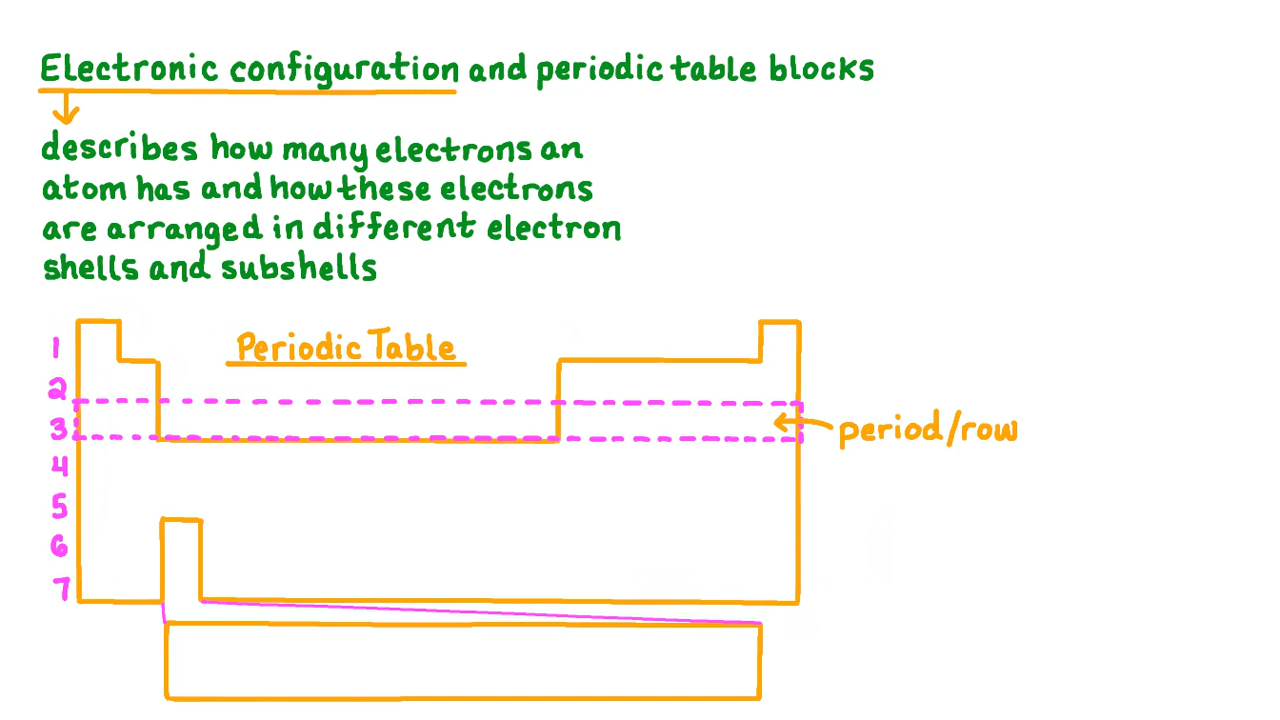 Electronic configuration and periodic table blocks
describes how many electrons an
atom has and how these electrons
are arranged in different electron
shells and subshells
Periodic Table
1
2
3
4
5
6
7
period/row